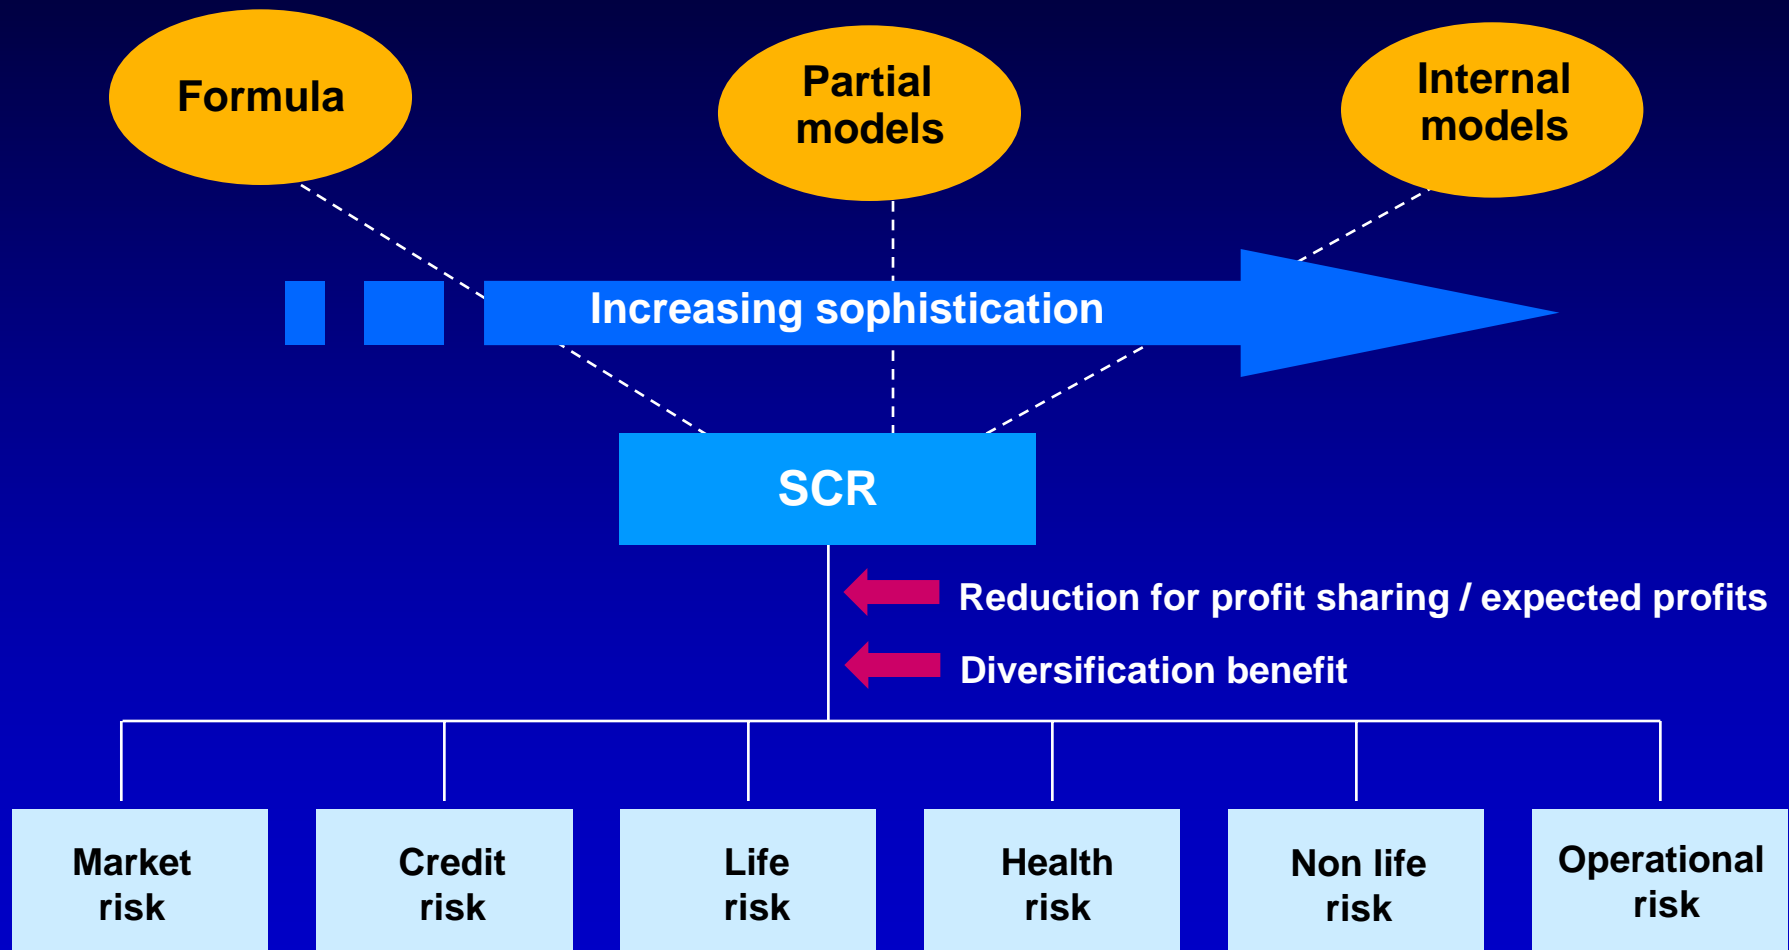 Formula
Partial
models
Internal
models
Increasing sophistication
SCR
Reduction for profit sharing / expected profits
Diversification benefit
Market
risk
Credit
risk
Life
risk
Health
risk
Non life
risk
Operational
risk